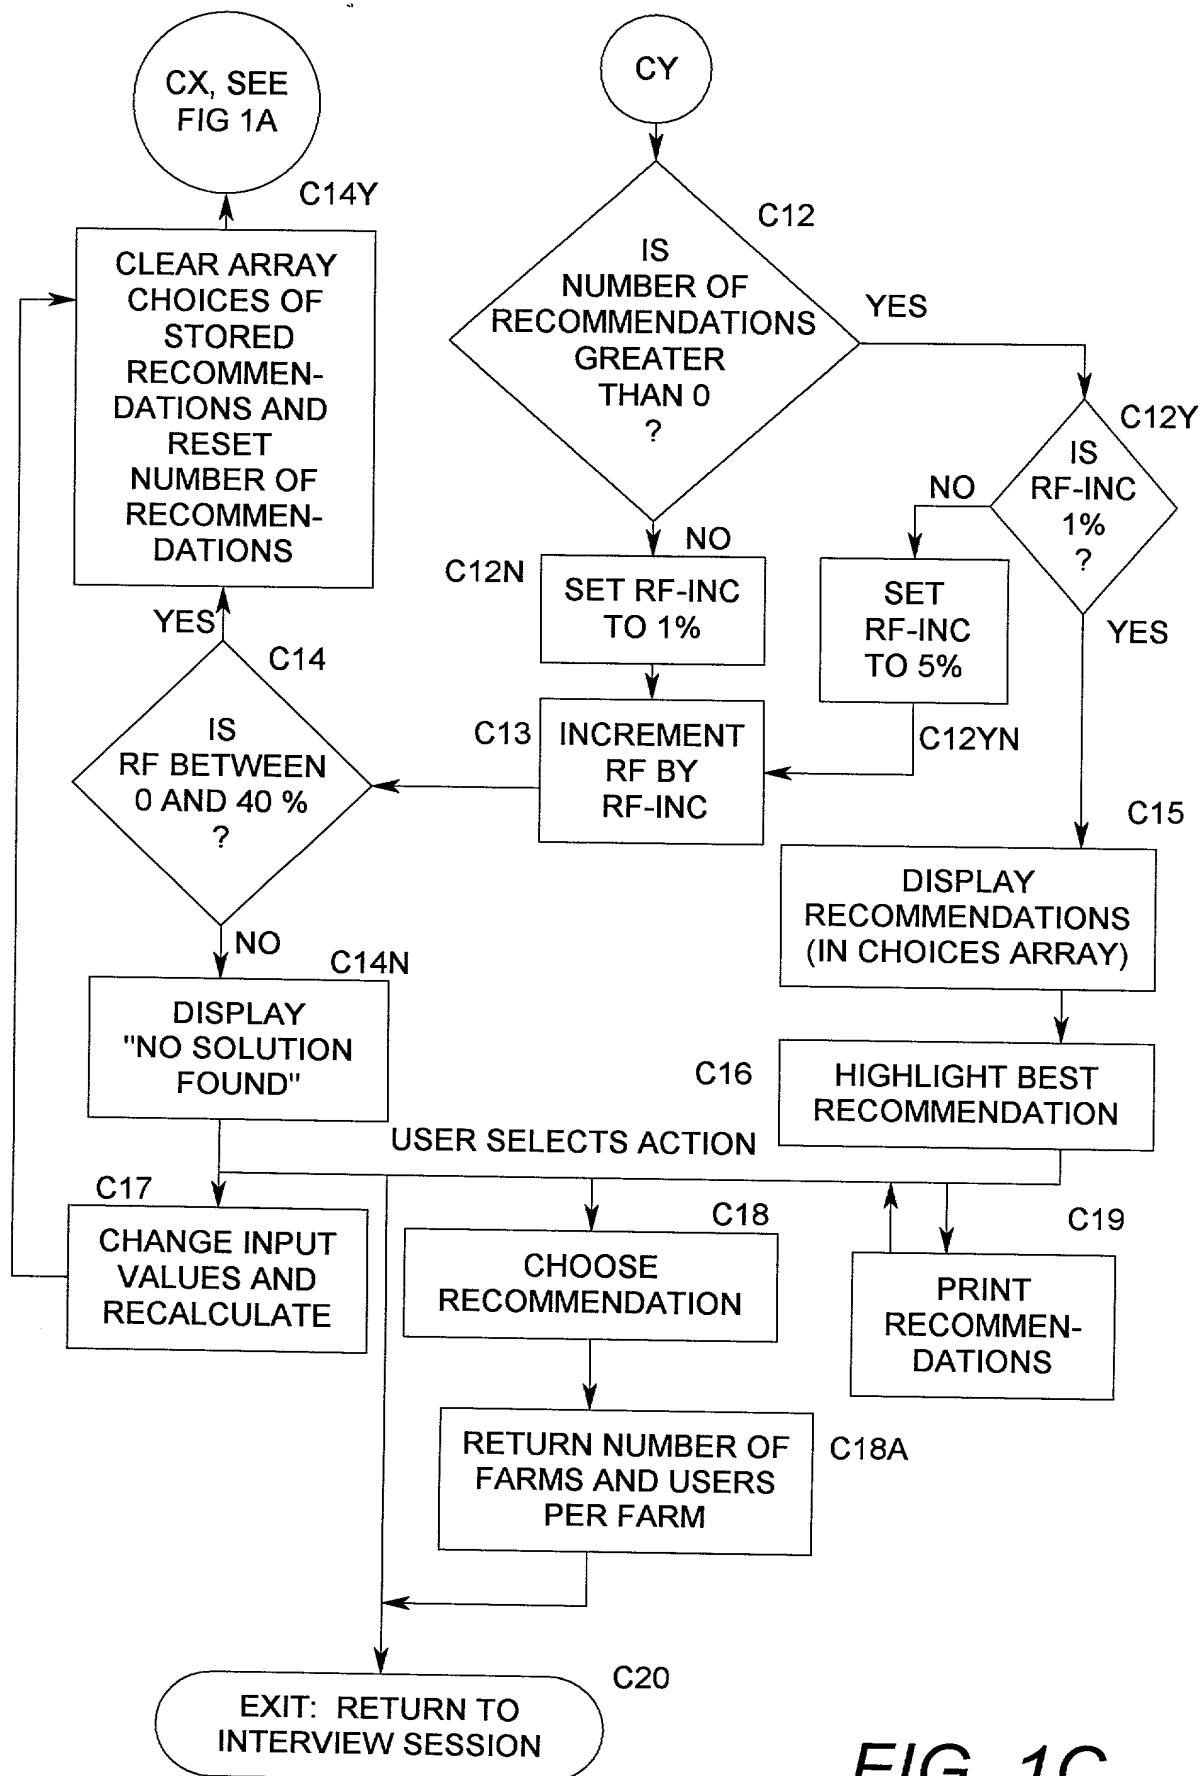 CX, SEE
FIG 1A
CY
C14Y
C12
CLEAR ARRAY
CHOICES OF
STORED
RECOMMEN-
DATIONS AND
RESET
NUMBER OF
RECOMMEN-
DATIONS
IS
NUMBER OF
RECOMMENDATIONS
GREATER
THAN 0
?
YES
C12Y
IS
RF-INC
1%
?
NO
NO
C12N
SET RF-INC
TO 1%
SET
RF-INC
TO 5%
YES
YES
C14
C13
INCREMENT
RF BY
RF-INC
C12YN
IS
RF BETWEEN
0 AND 40 %
?
C15
DISPLAY
RECOMMENDATIONS
(IN CHOICES ARRAY)
NO
C14N
DISPLAY
"NO SOLUTION
FOUND"
C16
HIGHLIGHT BEST
RECOMMENDATION
USER SELECTS ACTION
C17
CHANGE INPUT
VALUES AND
RECALCULATE
C18
CHOOSE
RECOMMENDATION
C19
PRINT
RECOMMEN-
DATIONS
RETURN NUMBER OF
FARMS AND USERS
PER FARM
C18A
C20
EXIT: RETURN TO
INTERVIEW SESSION
FIG. 1C